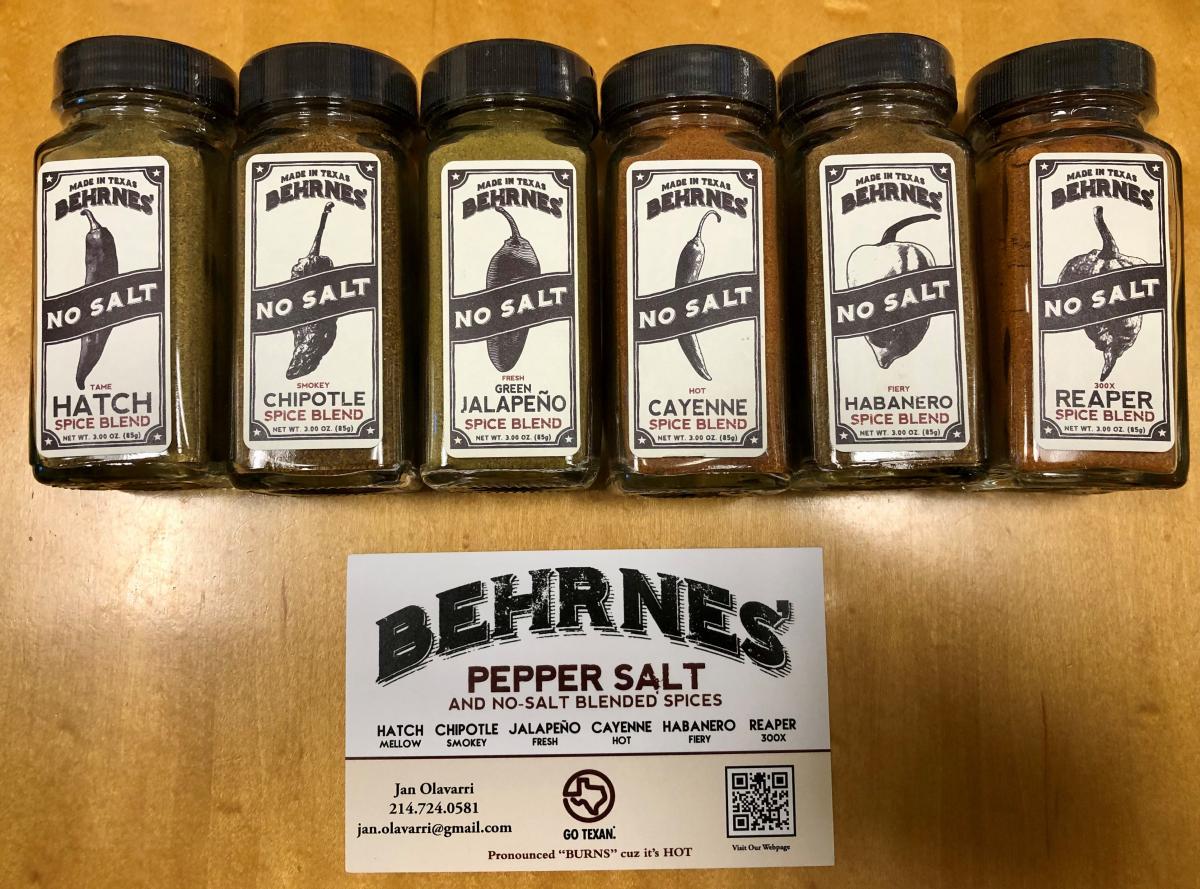 MADE IN TEXAS
BEHRNES'
NO SALT
TAME
HATCH
SPICE BLEND
NET WT. 3.00 OZ. (85g)
MADE IN TEXAS
BEHRNES'
NO SALT
SMOKEY
CHIPOTLE
SPICE BLEND
NET WT. 3.00 OZ. (85g)
MADE IN TEXAS
BEHRNES'
NO SALT
FRESH
GREEN
JALAPEÑO
SPICE BLEND
NET WT. 3.00 OZ. (85g)
MADE IN TEXAS
BEHRNES'
NO SALT
HOT
CAYENNE
SPICE BLEND
NET WT. 3.00 OZ. (85g)
MADE IN TEXAS
BEHRNES'
NO SALT
FIERY
HABANERO
SPICE BLEND
NET WT. 3.00 OZ. (85g)
MADE IN TEXAS
BEHRNES'
NO SALT
300X
REAPER
SPICE BLEND
NET WT. 3.00 OZ. (85g)
BEHRNES'
PEPPER SALT
AND NO-SALT BLENDED SPICES
HATCH CHIPOTLE JALAPEÑO CAYENNE HABANERO REAPER
MELLOW SMOKEY FRESH HOT FIERY 300X
Jan Olavarri
214.724.0581
jan.olavarri@gmail.com
GO TEXAN.
Visit Our Webpage
Pronounced “BURNS” cuz it's HOT